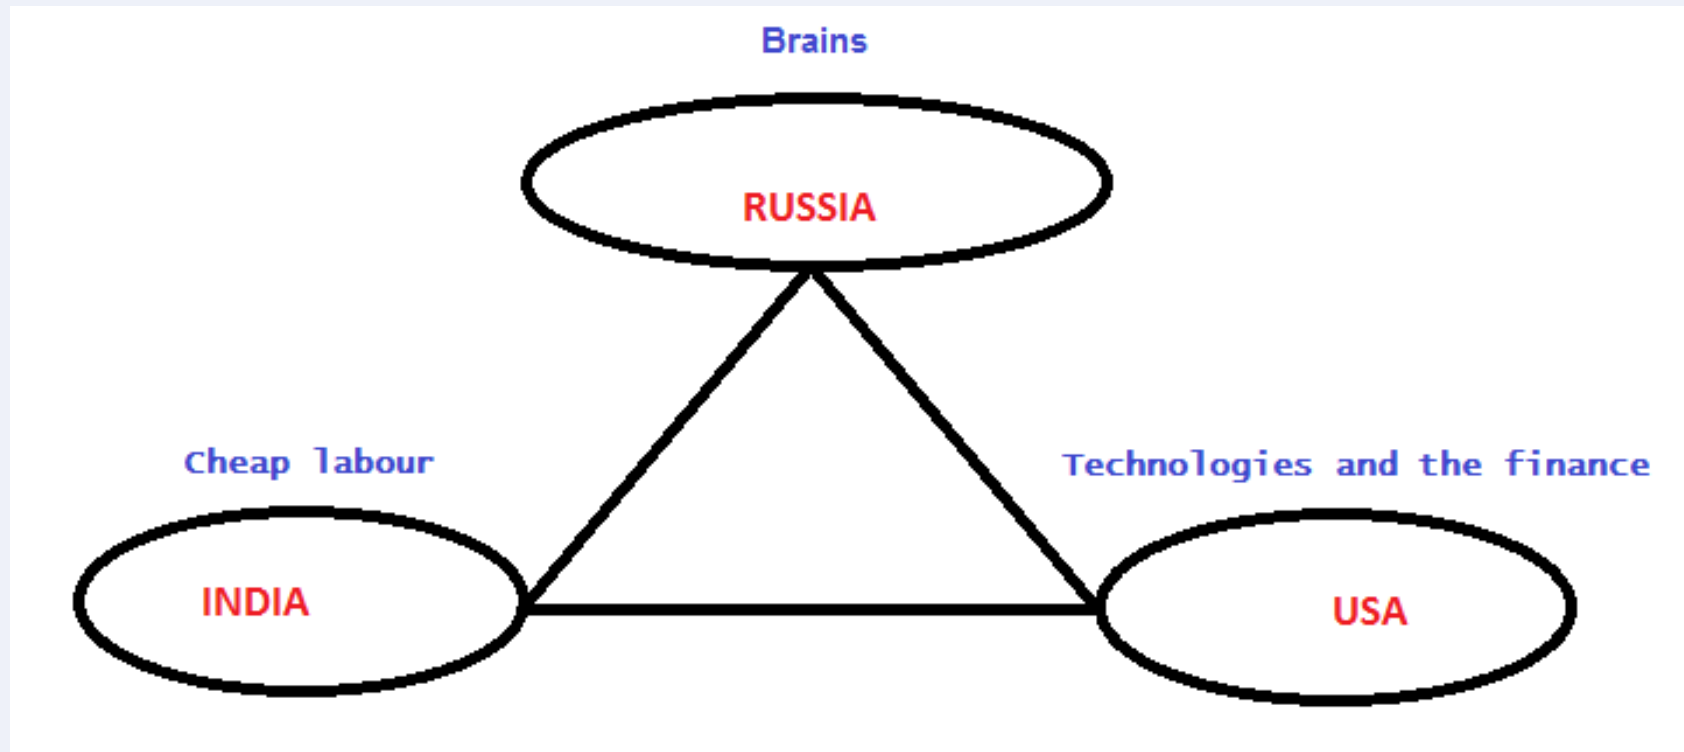 Brains
RUSSIA
Cheap labour
Technologies and the finance
INDIA
USA